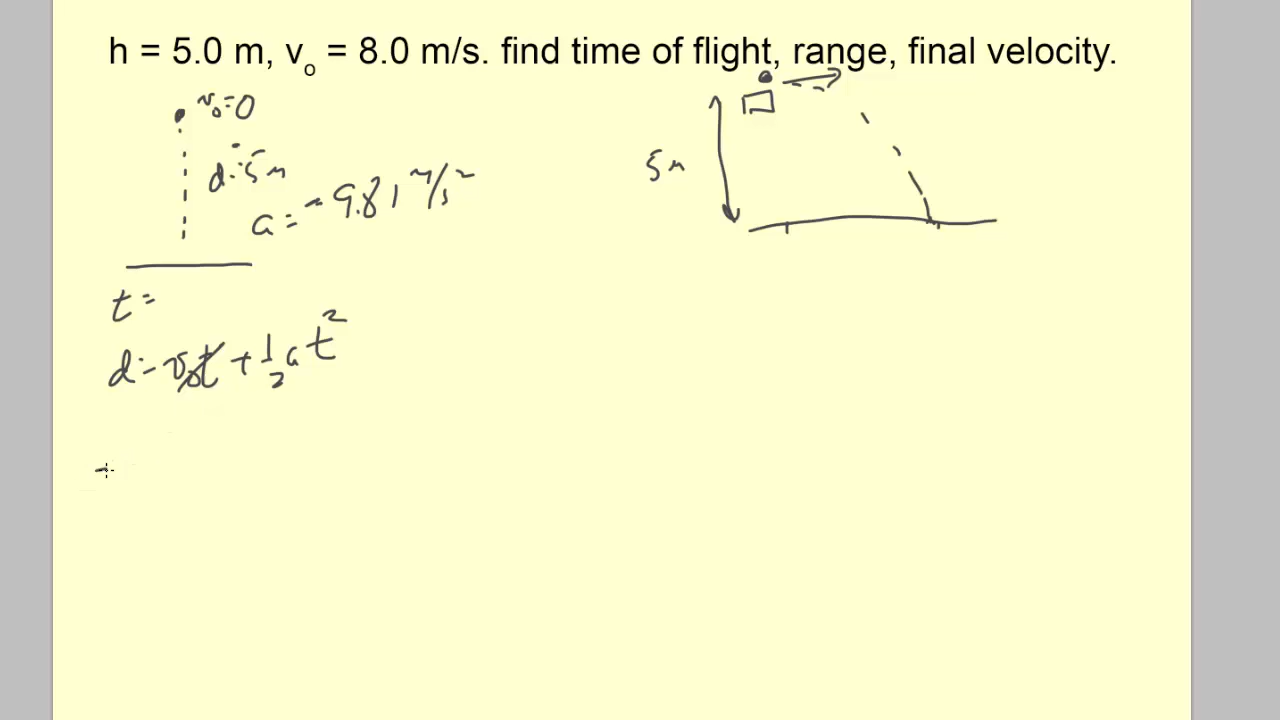 h = 5.0 m, vo = 8.0 m/s. find time of flight, range, final velocity.
v₀=0
d=-5m
a=-9.81 m/s²
5m
t=
d=v₀t+½at²